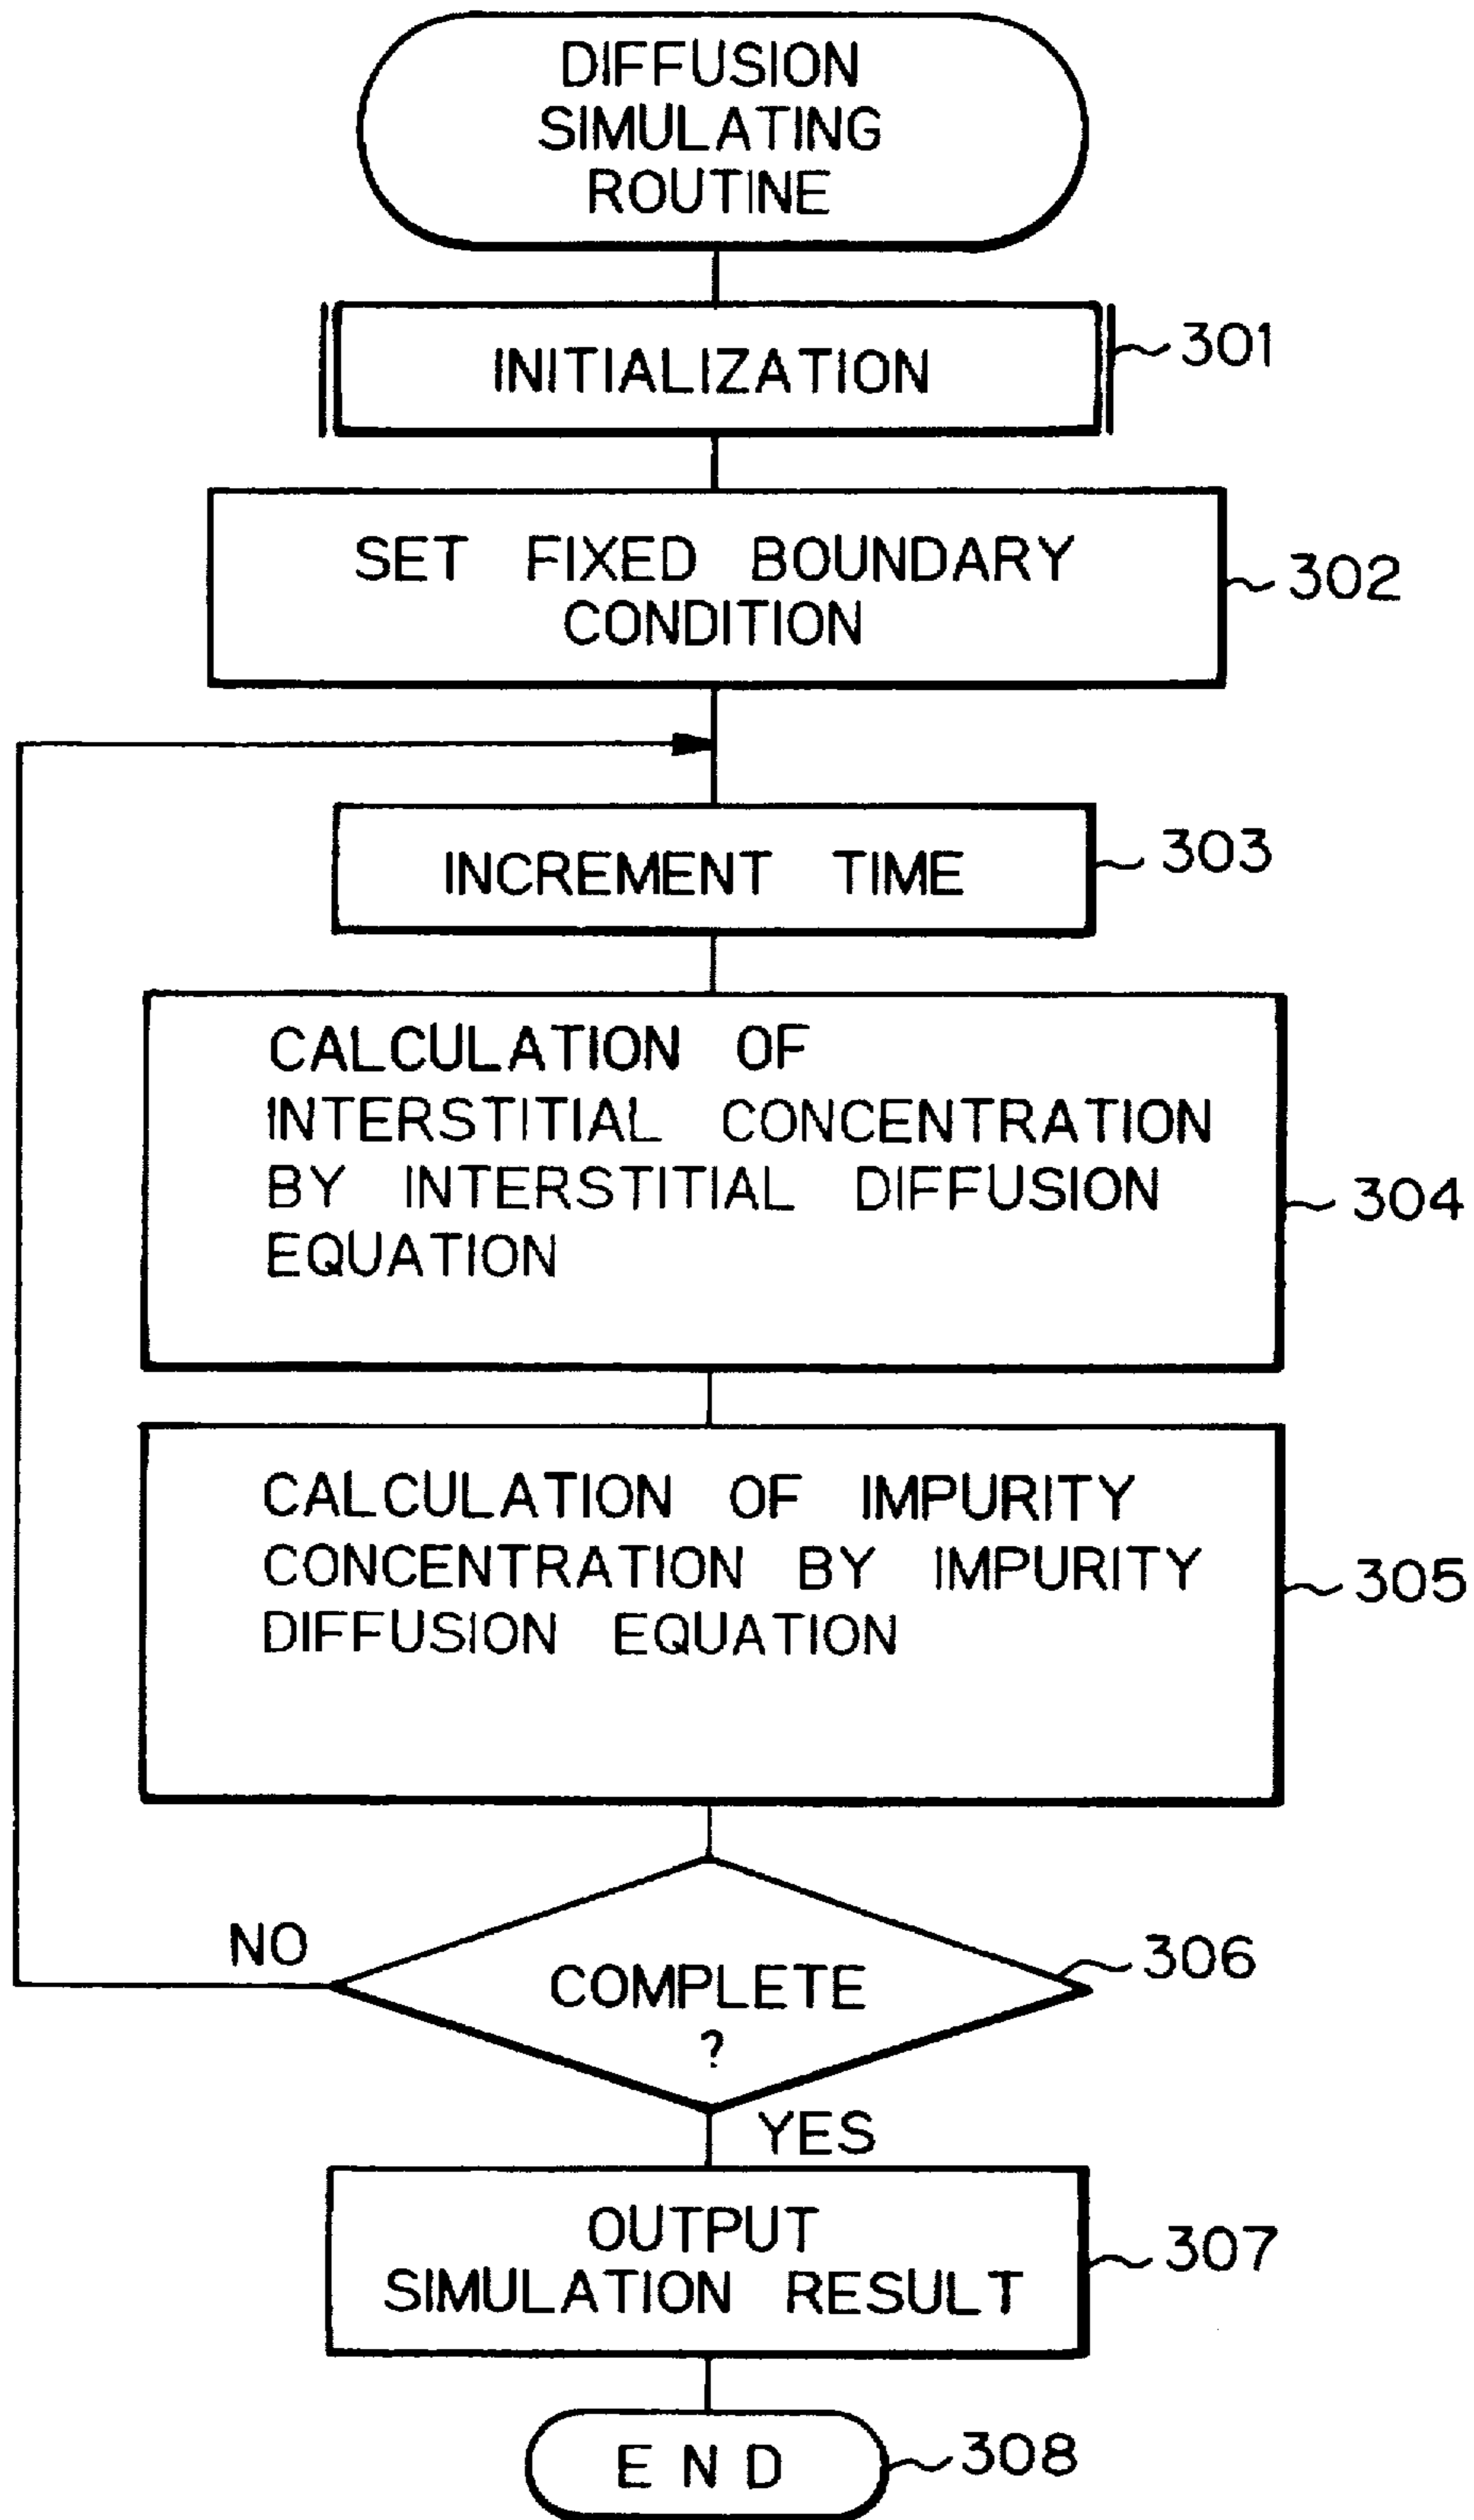 DIFFUSION
SIMULATING
ROUTINE
INITIALIZATION
301
SET FIXED BOUNDARY
CONDITION
302
INCREMENT TIME
303
CALCULATION OF
INTERSTITIAL CONCENTRATION
BY INTERSTITIAL DIFFUSION
EQUATION
304
CALCULATION OF IMPURITY
CONCENTRATION BY IMPURITY
DIFFUSION EQUATION
305
NO
COMPLETE
?
306
YES
OUTPUT
SIMULATION RESULT
307
END
308